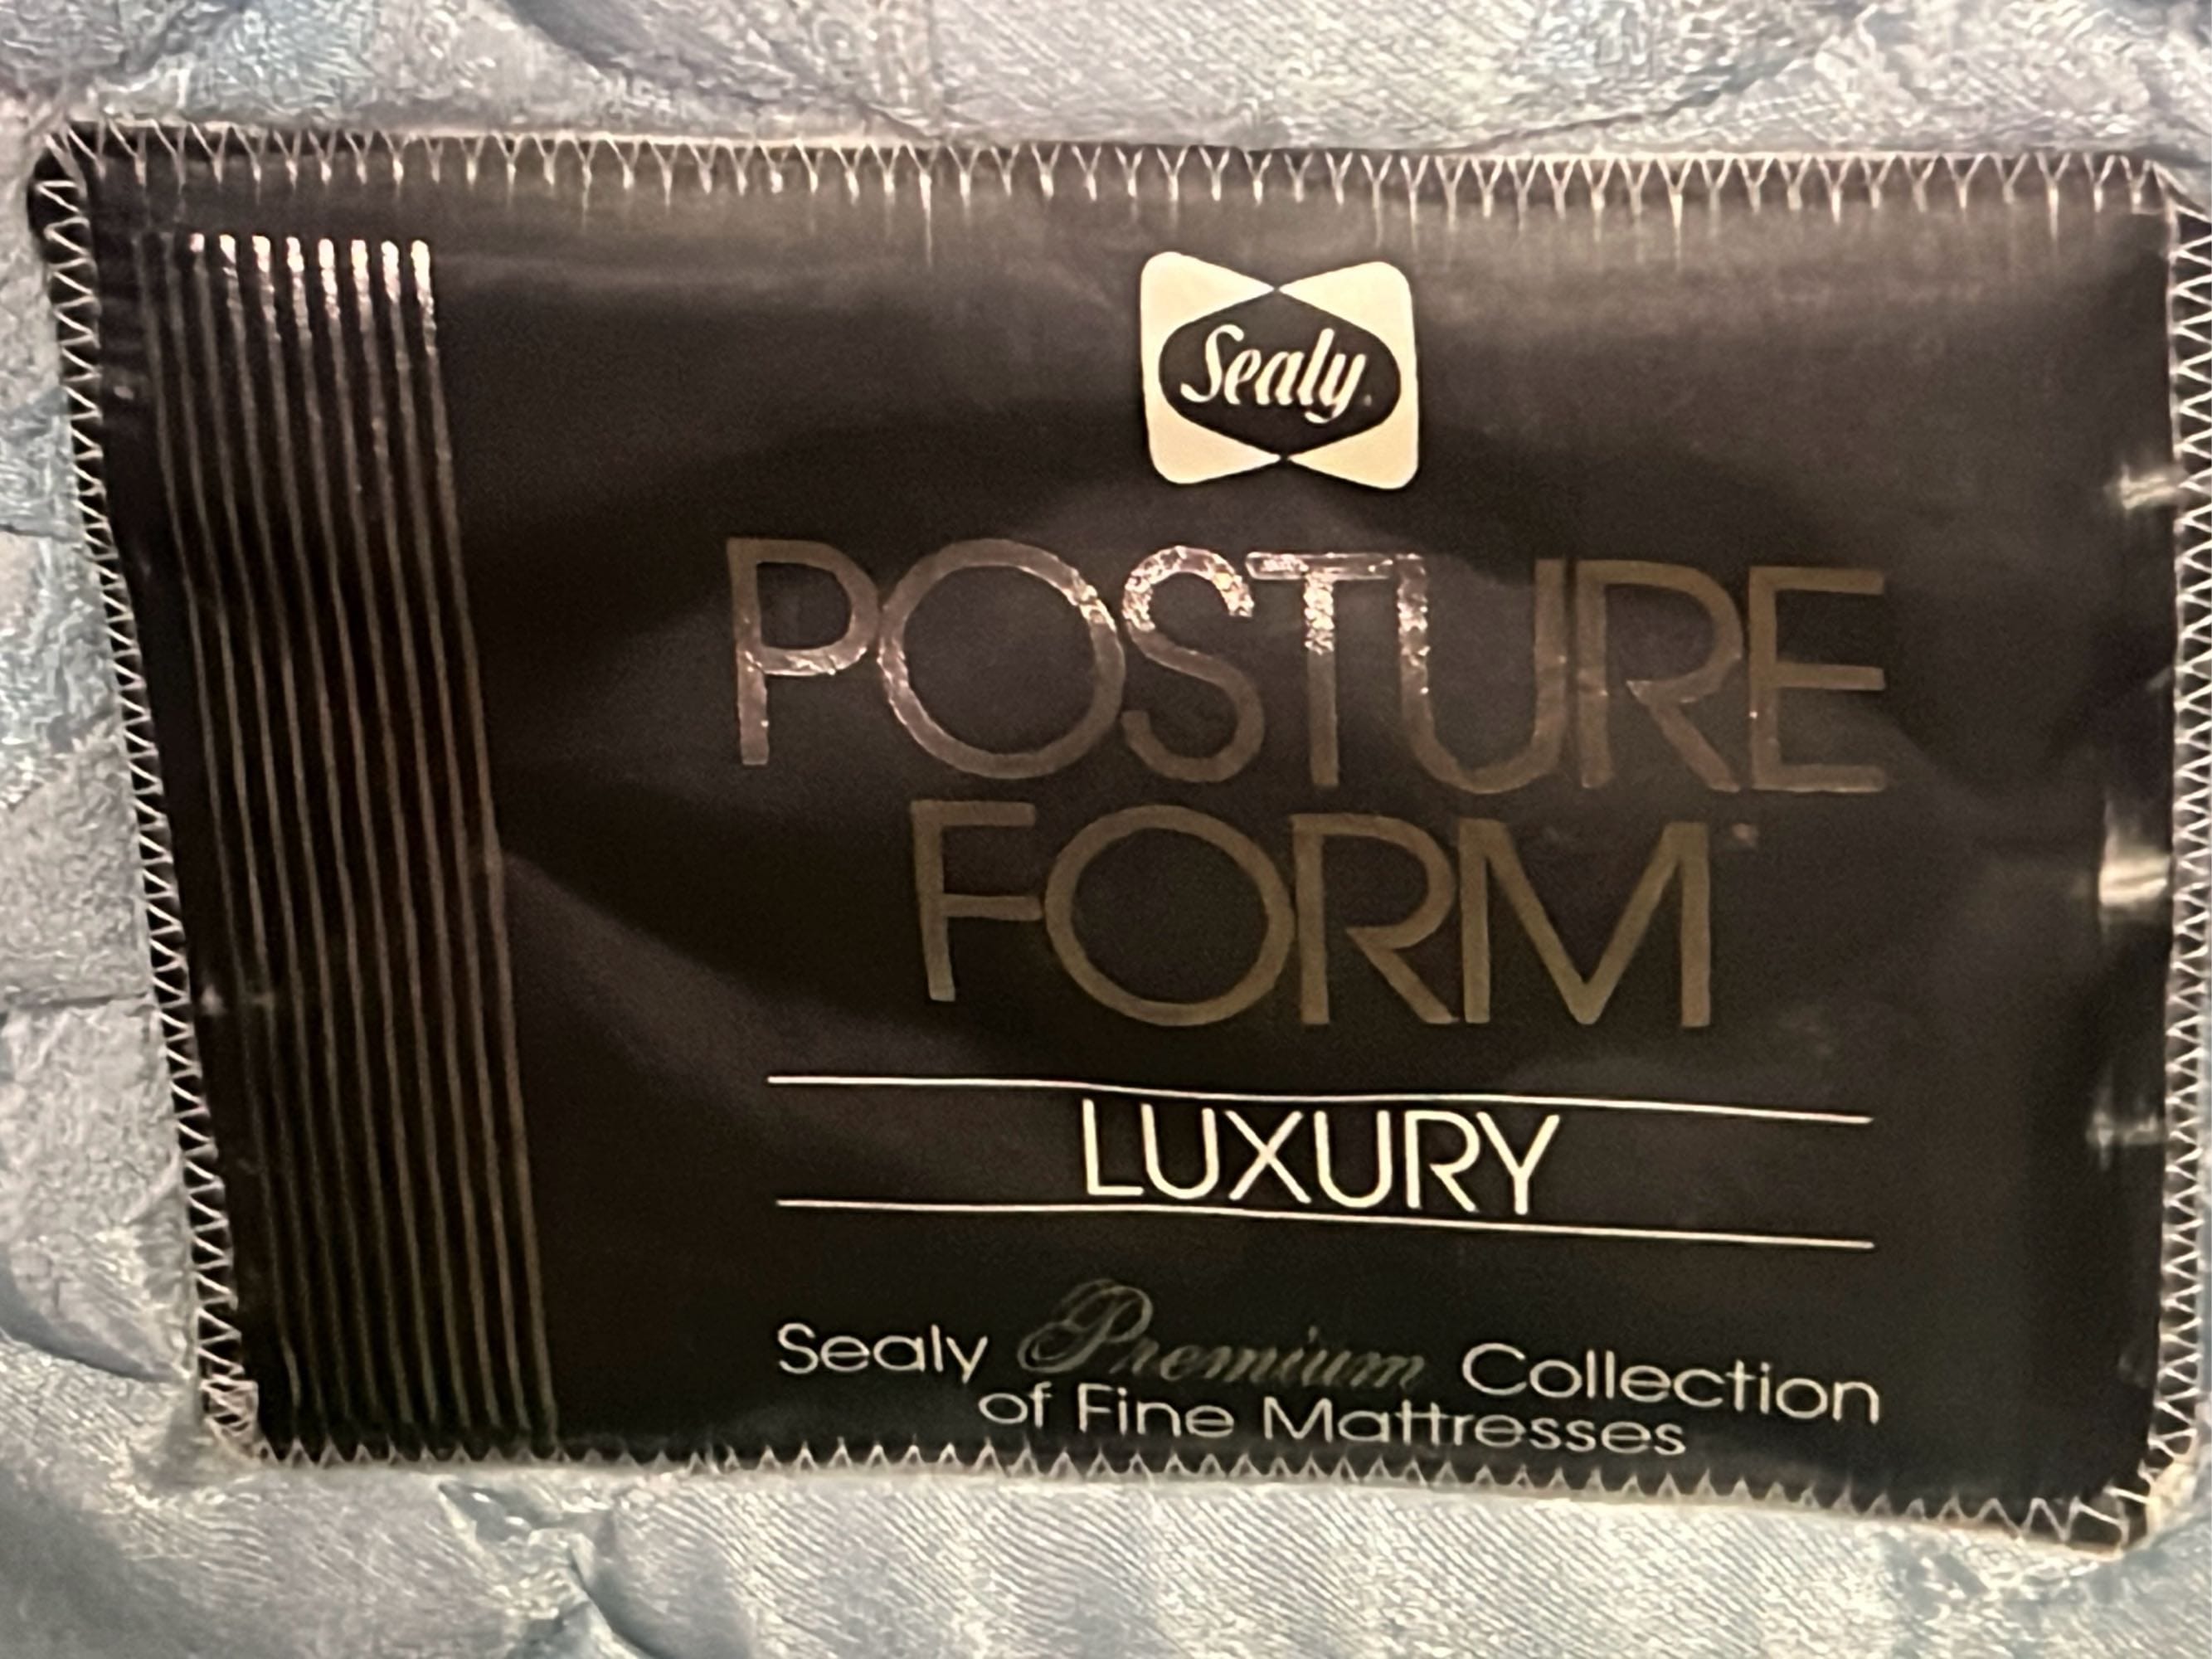 Sealy
POSTURE
FORM
LUXURY
Sealy Premium Collection
of Fine Mattresses